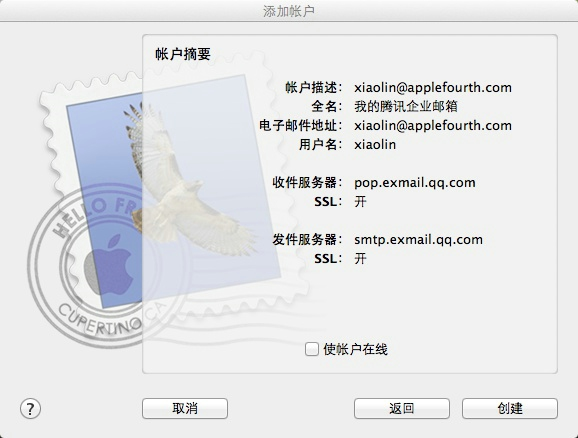 添加帐户
帐户摘要
帐户描述： xiaolin@applefourth.com
全名： 我的腾讯企业邮箱
电子邮件地址： xiaolin@applefourth.com
用户名： xiaolin
收件服务器： pop.exmail.qq.com
SSL： 开
发件服务器： smtp.exmail.qq.com
SSL： 开
HELLO FR
CUPERTINO CA
使帐户在线
?
取消
返回
创建